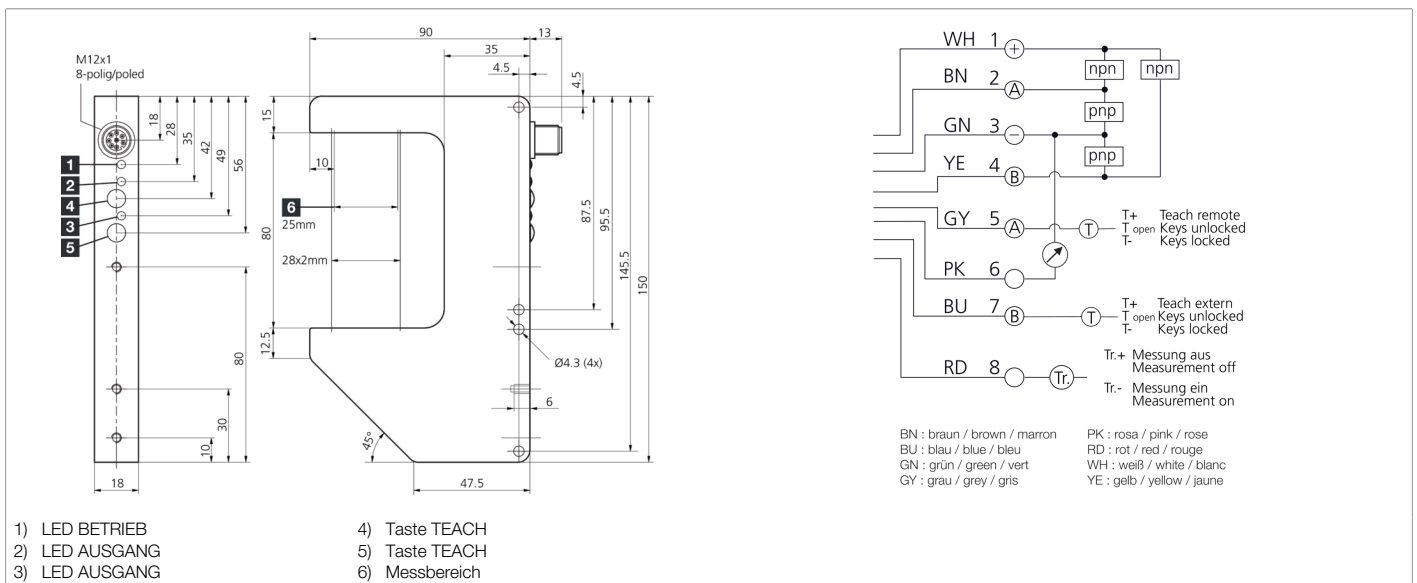 M12x1
8-polig/poled
18
28
35
42
49
56
1
2
4
3
5
80
30
10
18
90
13
35
4.5
4.5
15
10
6
25mm
80
28x2mm
12.5
87.5
95.5
145.5
150
Ø4.3 (4x)
6
45°
47.5
WH 1 +
npn npn
BN 2 A
pnp
GN 3 −
pnp
YE 4 B
GY 5 A T
T+ Teach remote
T open Keys unlocked
T- Keys locked
PK 6
BU 7 B T
T+ Teach extern
T open Keys unlocked
T- Keys locked
RD 8 Tr.
Tr.+ Messung aus
Measurement off
Tr.- Messung ein
Measurement on
BN : braun / brown / marron
BU : blau / blue / bleu
GN : grün / green / vert
GY : grau / grey / gris
PK : rosa / pink / rose
RD : rot / red / rouge
WH : weiß / white / blanc
YE : gelb / yellow / jaune
1) LED BETRIEB
2) LED AUSGANG
3) LED AUSGANG
4) Taste TEACH
5) Taste TEACH
6) Messbereich